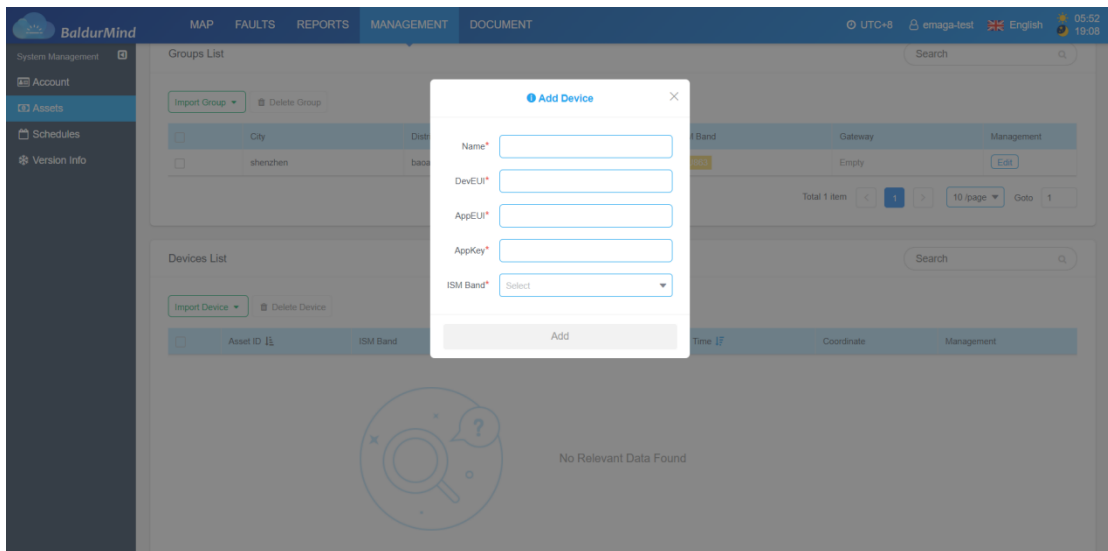 BaldurMind
MAP FAULTS REPORTS MANAGEMENT DOCUMENT
UTC+8 emaga-test English 05:52
19:08
System Management
Account
Assets
Schedules
Version Info
Groups List
Search
Import Group Delete Group
City Distr Band Gateway Management
shenzhen baoa Empty Edit
Total 1 item < 1 > 10 /page Goto 1
Add Device
Name*
DevEUI*
AppEUI*
AppKey*
ISM Band* Select
Add
Devices List
Search
Import Device Delete Device
Asset ID ISM Band Time Coordinate Management
No Relevant Data Found